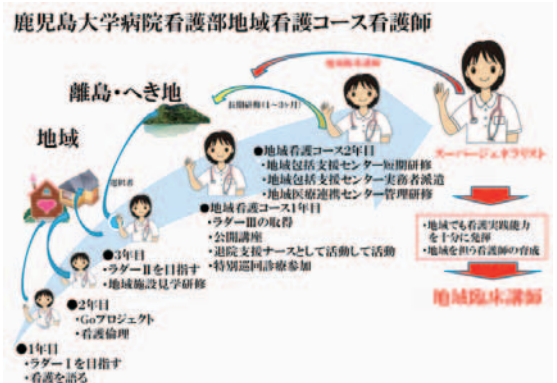 鹿児島大学病院看護部地域看護コース看護師
地域臨床講師
離島・へき地
長期研修(1～3ヶ月)
地域
選択者
スーパージェネラリスト
●地域看護コース2年目
・地域包括支援センター短期研修
・地域包括支援センター実務者派遣
・地域医療連携センター管理研修
●地域看護コース1年目
・ラダーⅢの取得
・公開講座
・退院支援ナースとして活動して活動
・特別巡回診療参加
・地域でも看護実践能力
を十分に発揮
・地域を担う看護師の育成
地域臨床講師
●3年目
・ラダーⅡを目指す
・地域施設見学研修
●2年目
・Goプロジェクト
・看護倫理
●1年目
・ラダーⅠを目指す
・看護を語る